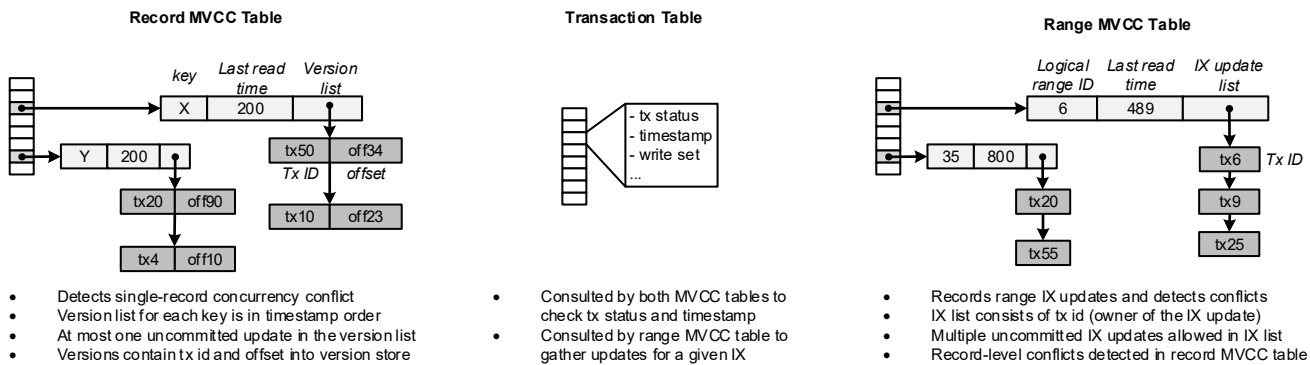 Record MVCC Table
key
Last read
time
Version
list
X
200
Y
200
tx50
off34
Tx ID
offset
tx20
off90
tx10
off23
tx4
off10
• Detects single-record concurrency conflict
• Version list for each key is in timestamp order
• At most one uncommitted update in the version list
• Versions contain tx id and offset into version store
Transaction Table
- tx status
- timestamp
- write set
...
• Consulted by both MVCC tables to
check tx status and timestamp
• Consulted by range MVCC table to
gather updates for a given IX
Range MVCC Table
Logical
range ID
Last read
time
IX update
list
6
489
35
800
tx6
Tx ID
tx20
tx9
tx55
tx25
• Records range IX updates and detects conflicts
• IX list consists of tx id (owner of the IX update)
• Multiple uncommitted IX updates allowed in IX list
• Record-level conflicts detected in record MVCC table